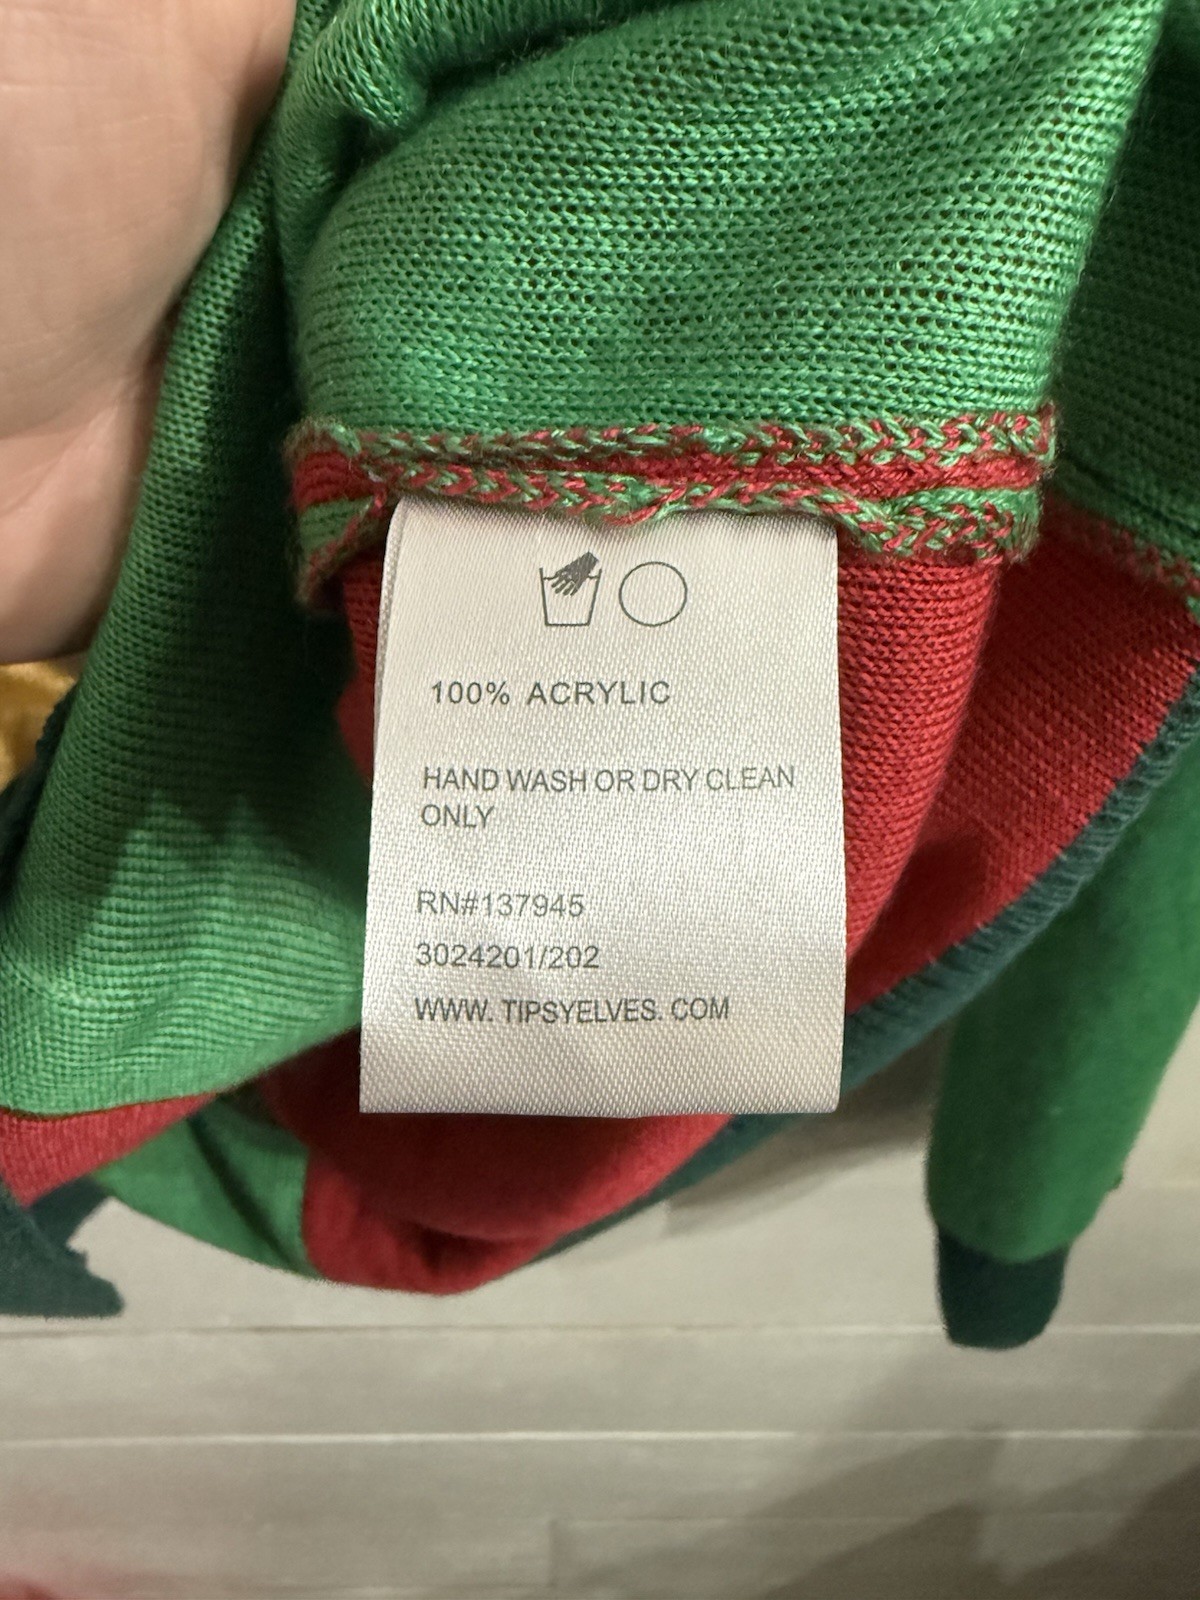 100% ACRYLIC
HAND WASH OR DRY CLEAN
ONLY
RN#137945
3024201/202
WWW. TIPSYELVES. COM